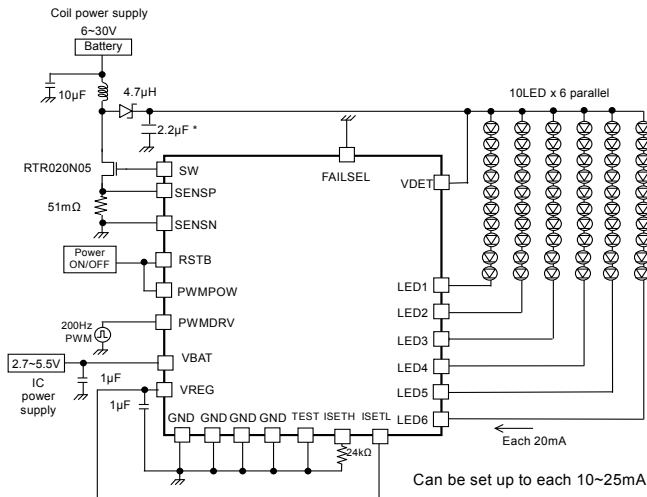 Coil power supply
6~30V
Battery
10µF
4.7µH
2.2µF *
10LED x 6 parallel
RTR020N05
SW
FAILSEL
VDET
SENSP
51mΩ
SENSN
Power
ON/OFF
RSTB
PWMPOW
LED1
LED2
200Hz
PWM
PWMDRV
LED3
2.7~5.5V
VBAT
LED4
IC
power
supply
1µF
VREG
LED5
1µF
GND
GND
GND
GND
TEST
ISETH
ISETL
LED6
24kΩ
Each 20mA
Can be set up to each 10~25mA